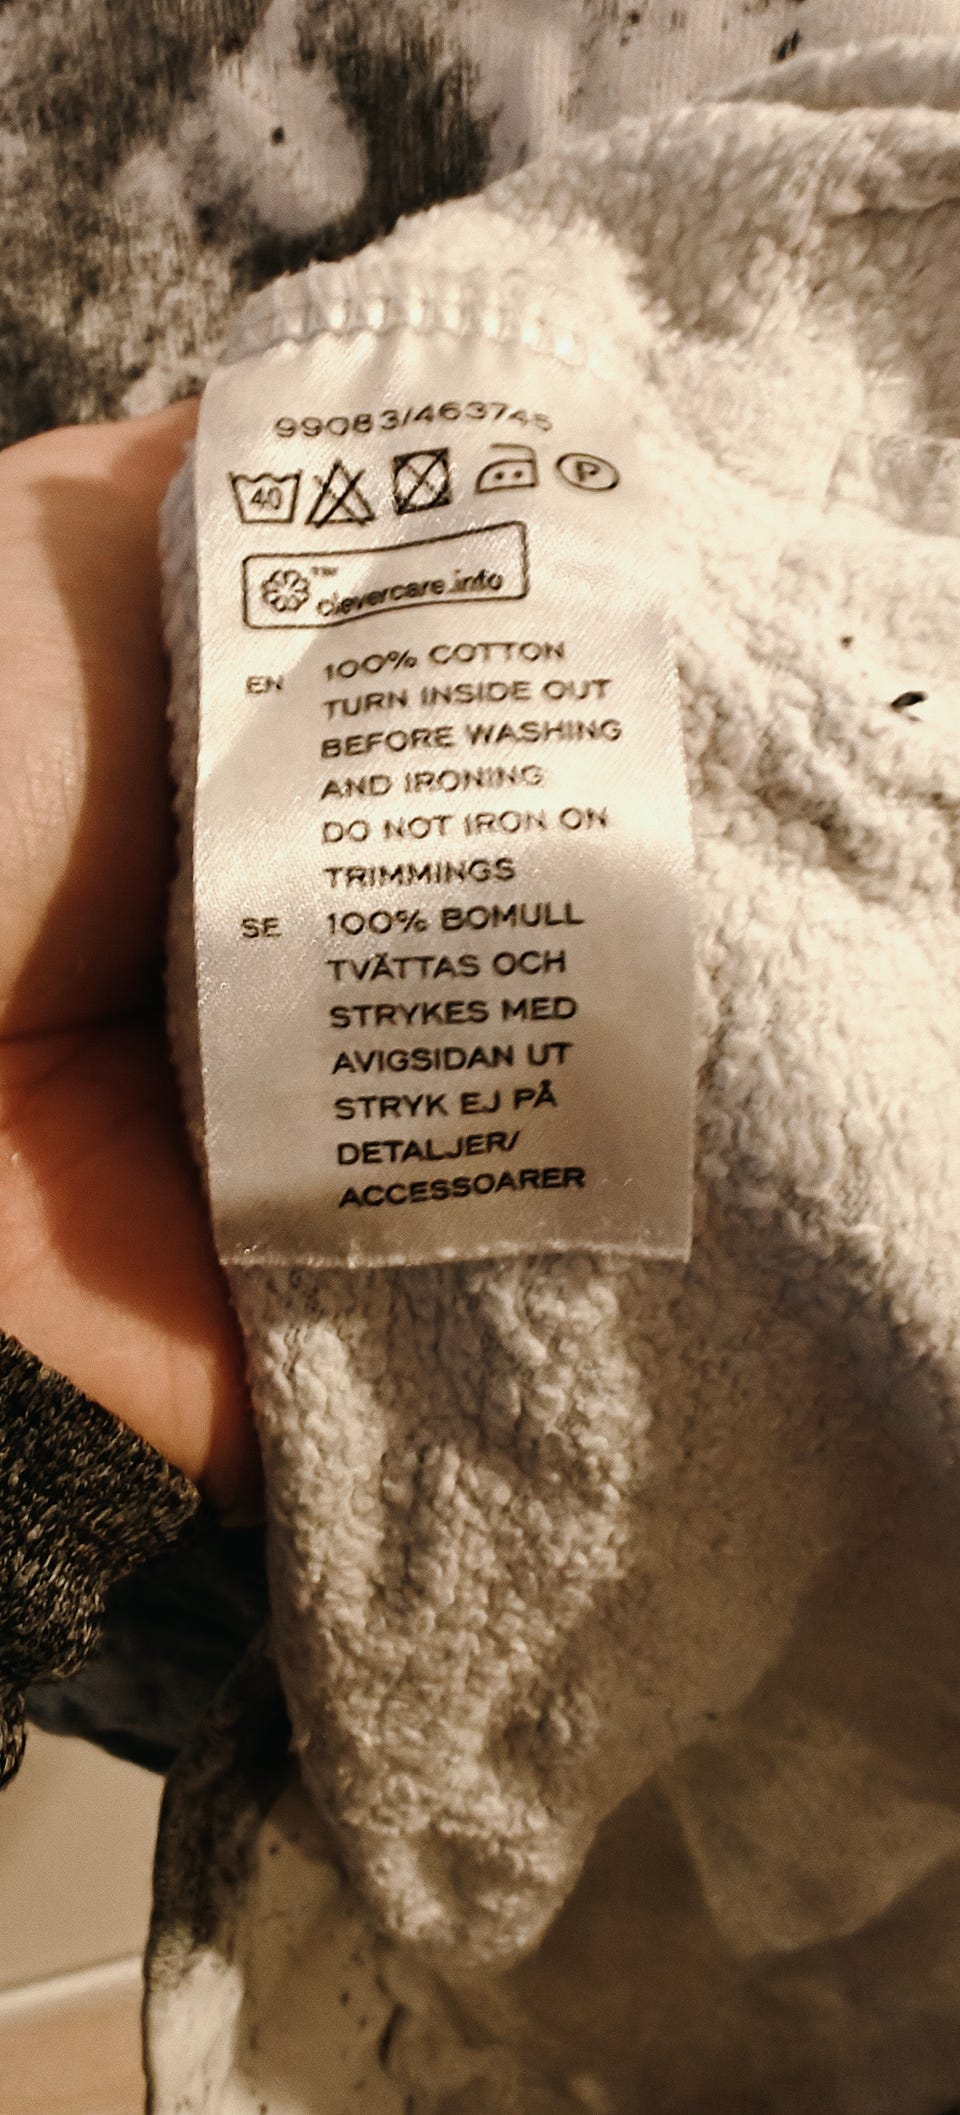 99083/463745
40 P
™ clevercare.info
EN 100% COTTON
TURN INSIDE OUT
BEFORE WASHING
AND IRONING
DO NOT IRON ON
TRIMMINGS
SE 100% BOMULL
TVÄTTAS OCH
STRYKES MED
AVIGSIDAN UT
STRYK EJ PÅ
DETALJER/
ACCESSOARER